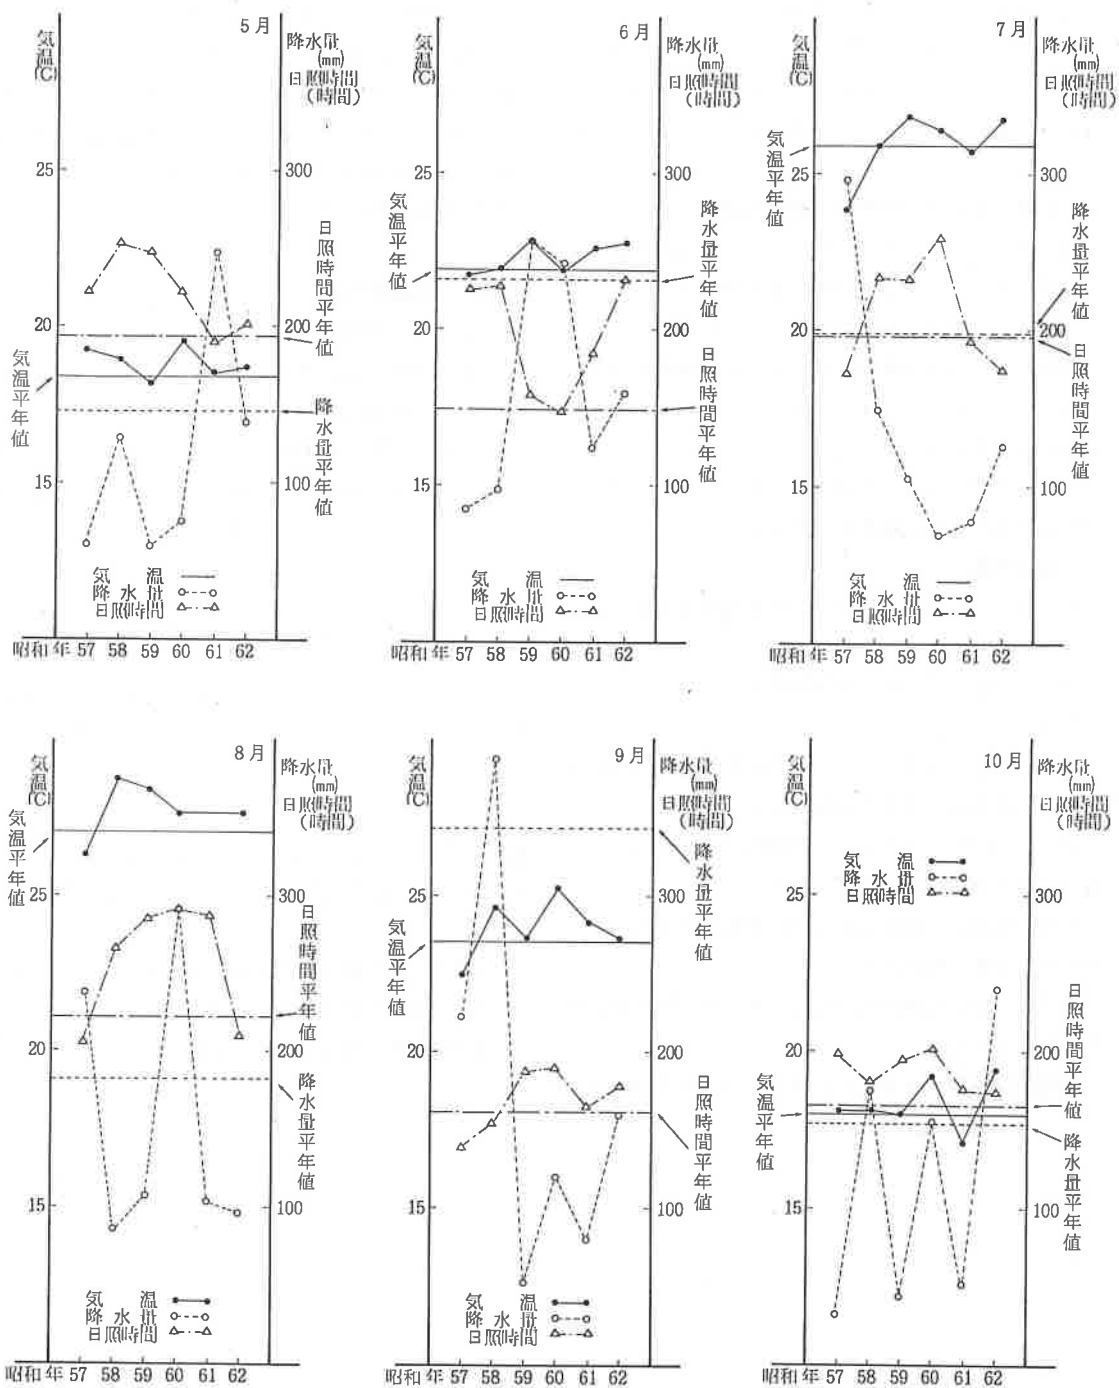 5月
気温(℃)
降水量(mm)
日照時間(時間)
25
20
15
300
200
100
日照時間平年値
気温平年値
降水量平年値
気温
降水量
日照時間
昭和年 57 58 59 60 61 62
6月
気温(℃)
降水量(mm)
日照時間(時間)
25
20
15
300
200
100
気温平年値
降水量平年値
日照時間平年値
気温
降水量
日照時間
昭和年 57 58 59 60 61 62
7月
気温(℃)
降水量(mm)
日照時間(時間)
25
20
15
300
200
100
気温平年値
降水量平年値
日照時間平年値
気温
降水量
日照時間
昭和年 57 58 59 60 61 62
8月
気温(℃)
降水量(mm)
日照時間(時間)
25
20
15
300
200
100
気温平年値
日照時間平年値
降水量平年値
気温
降水量
日照時間
昭和年 57 58 59 60 61 62
9月
気温(℃)
降水量(mm)
日照時間(時間)
25
20
15
300
200
100
降水量平年値
気温平年値
日照時間平年値
気温
降水量
日照時間
昭和年 57 58 59 60 61 62
10月
気温(℃)
降水量(mm)
日照時間(時間)
気温
降水量
日照時間
25
20
15
300
200
100
日照時間平年値
気温平年値
降水量平年値
昭和年 57 58 59 60 61 62